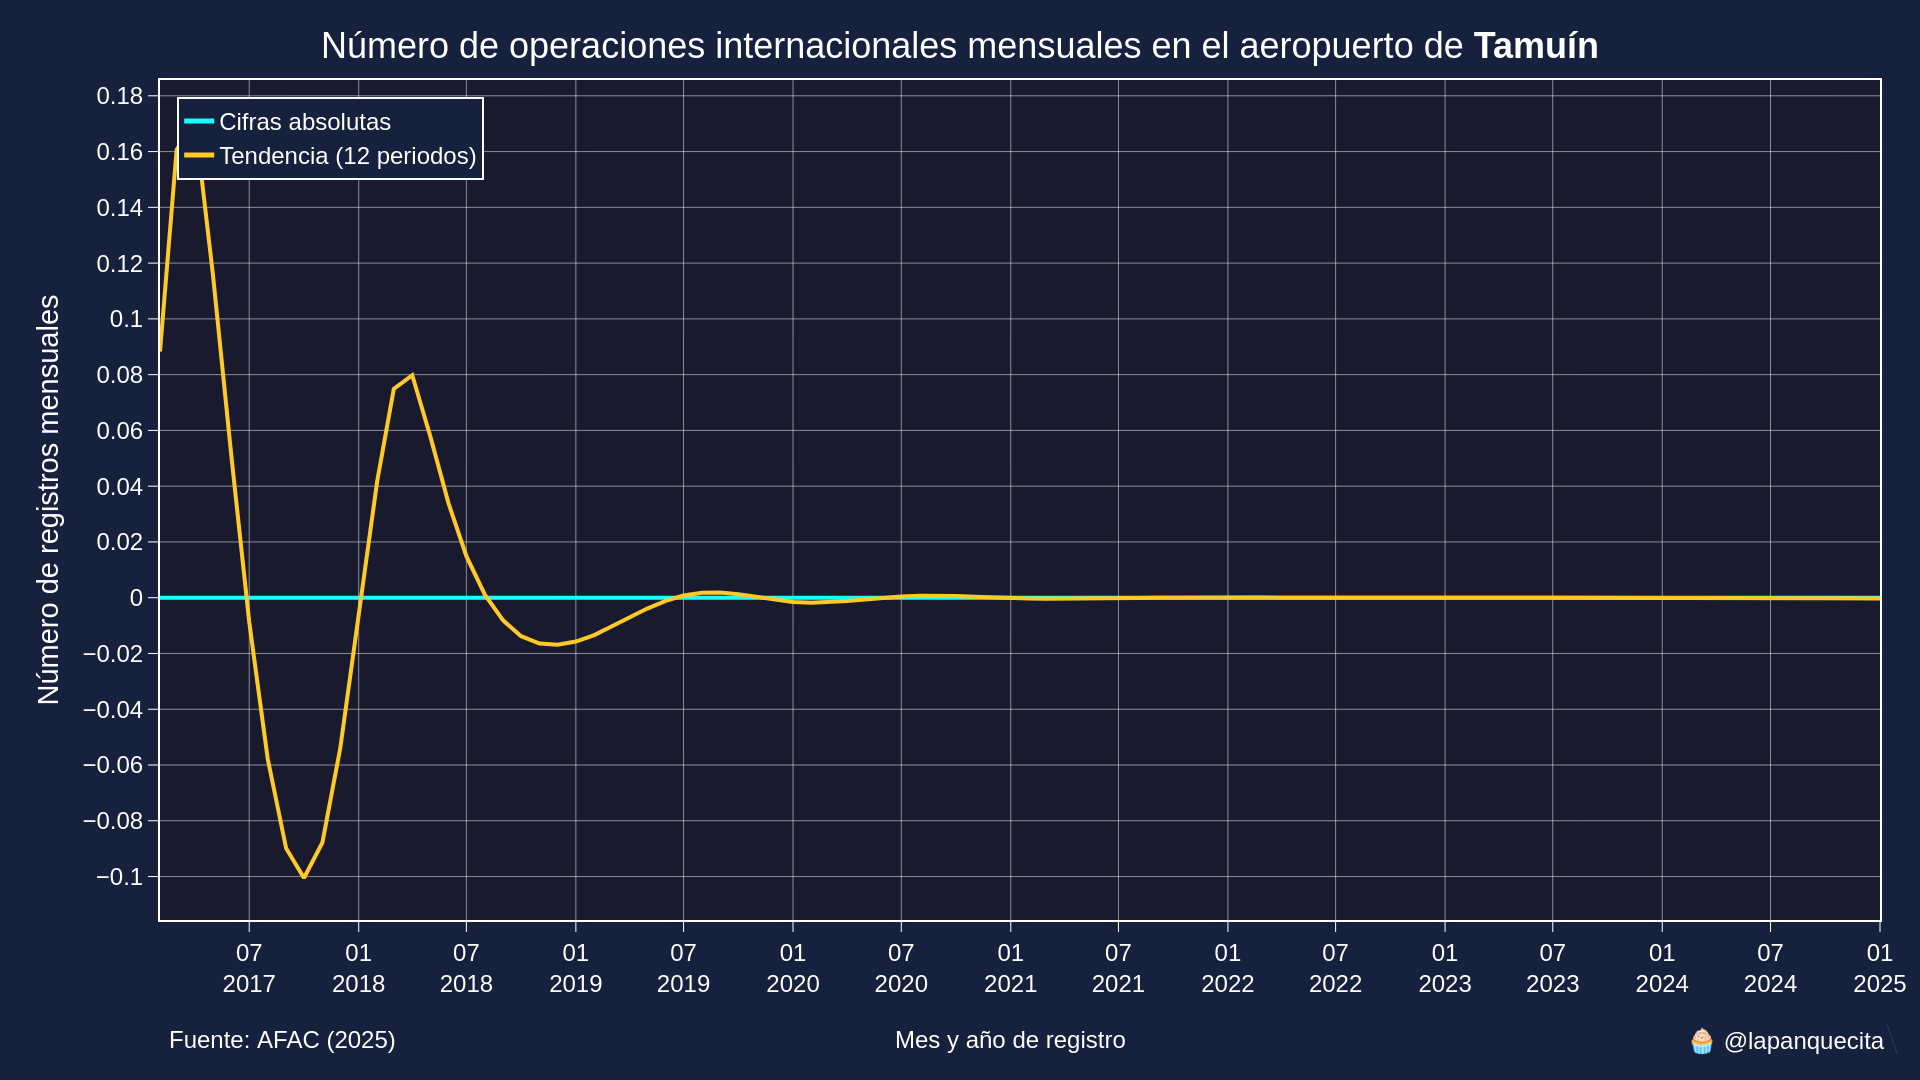 Número de operaciones internacionales mensuales en el aeropuerto de Tamuín
Número de registros mensuales
0.18
0.16
0.14
0.12
0.1
0.08
0.06
0.04
0.02
0
−0.02
−0.04
−0.06
−0.08
−0.1
Cifras absolutas
Tendencia (12 periodos)
07 01 07 01 07 01 07 01 07 01 07 01 07 01 07 01
2017 2018 2018 2019 2019 2020 2020 2021 2021 2022 2022 2023 2023 2024 2024 2025
Fuente: AFAC (2025)
Mes y año de registro
🧁 @lapanquecita